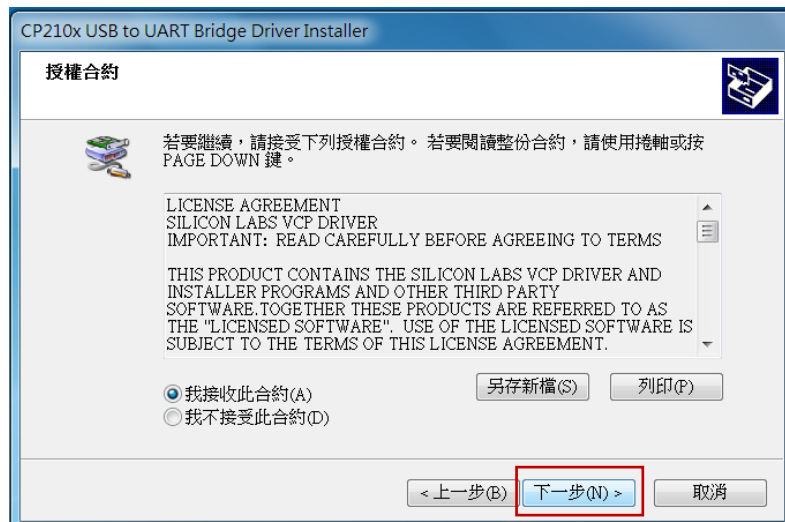 CP210x USB to UART Bridge Driver Installer
授權合約
若要繼續，請接受下列授權合約。 若要閱讀整份合約，請使用捲軸或按
PAGE DOWN 鍵。
LICENSE AGREEMENT
SILICON LABS VCP DRIVER
IMPORTANT:  READ CAREFULLY BEFORE AGREEING TO TERMS
THIS PRODUCT CONTAINS THE SILICON LABS VCP DRIVER AND
INSTALLER PROGRAMS AND OTHER THIRD PARTY
SOFTWARE.TOGETHER THESE PRODUCTS ARE REFERRED TO AS
THE "LICENSED SOFTWARE".  USE OF THE LICENSED SOFTWARE IS
SUBJECT TO THE TERMS OF THIS LICENSE AGREEMENT.
我接收此合約(A)
另存新檔(S)
列印(P)
我不接受此合約(D)
< 上一步(B)
下一步(N) >
取消